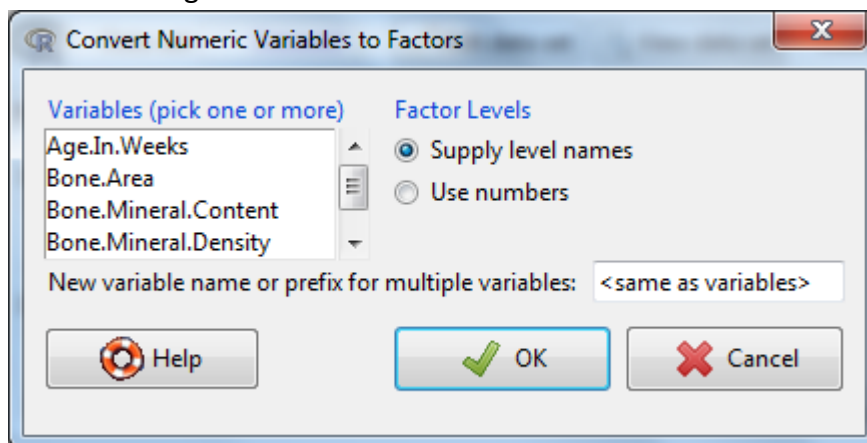 Convert Numeric Variables to Factors
Variables (pick one or more)
Age.In.Weeks
Bone.Area
Bone.Mineral.Content
Bone.Mineral.Density
Factor Levels
Supply level names
Use numbers
New variable name or prefix for multiple variables: <same as variables>
Help
OK
Cancel